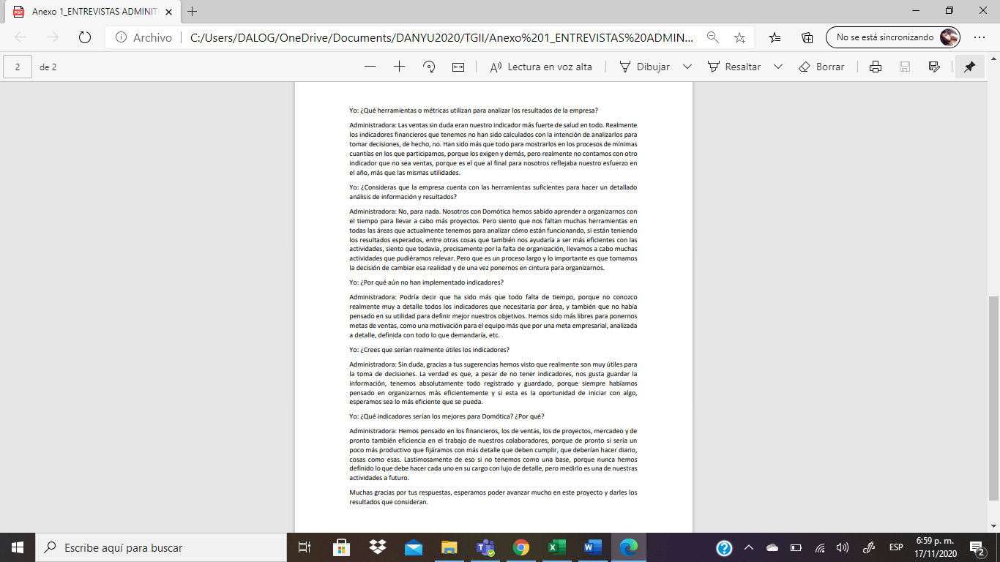 Anexo 1_ENTREVISTAS ADMINIT
Archivo
C:/Users/DALOG/OneDrive/Documents/DANYU2020/TGII/Anexo%201_ENTREVISTAS%20ADMIN...
No se está sincronizando
2
de 2
Lectura en voz alta
Dibujar
Resaltar
Borrar
Yo: ¿Qué herramientas o métricas utilizan para analizar los resultados de la empresa?
Administradora: Las ventas sin duda eran nuestro indicador más fuerte de salud en todo. Realmente
los indicadores financieros que tenemos no han sido calculados con la intención de analizarlos para
tomar decisiones, de hecho, no. Han sido más que todo para mostrarlos en los procesos de mínimas
cuantías en los que participamos, porque los exigen y demás, pero realmente no contamos con otro
indicador que no sea ventas, porque es el que al final para nosotros reflejaba nuestro esfuerzo en
el año, más que las mismas utilidades.
Yo: ¿Consideras que la empresa cuenta con las herramientas suficientes para hacer un detallado
análisis de información y resultados?
Administradora: No, para nada. Nosotros con Domótica hemos sabido aprender a organizarnos con
el tiempo para llevar a cabo más proyectos. Pero siento que nos faltan muchas herramientas en
todas las áreas que actualmente tenemos para analizar cómo están funcionando, si están teniendo
los resultados esperados, entre otras cosas que también nos ayudaría a ser más eficientes con las
actividades, siento que todavía, precisamente por la falta de organización, llevamos a cabo muchas
actividades que pudiéramos relevar. Pero que es un proceso largo y lo importante es que tomamos
la decisión de cambiar esa realidad y de una vez ponernos en cintura para organizarnos.
Yo: ¿Por qué aún no han implementado indicadores?
Administradora: Podría decir que ha sido más que todo falta de tiempo, porque no conozco
realmente muy a detalle todos los indicadores que necesitaría por área, y también que no había
pensado en su utilidad para definir mejor nuestros objetivos. Hemos sido más libres para ponernos
metas de ventas, como una motivación para el equipo más que por una meta empresarial, analizada
a detalle, definida con todo lo que demandaría, etc.
Yo: ¿Crees que serían realmente útiles los indicadores?
Administradora: Sin duda, gracias a tus sugerencias hemos visto que realmente son muy útiles para
la toma de decisiones. La verdad es que, a pesar de no tener indicadores, nos gusta guardar la
información, tenemos absolutamente todo registrado y guardado, porque siempre habíamos
pensado en organizarnos más eficientemente y si esta es la oportunidad de iniciar con algo,
esperamos sea lo más eficiente que se pueda.
Yo: ¿Qué indicadores serían los mejores para Domótica? ¿Por qué?
Administradora: Hemos pensado en los financieros, los de ventas, los de proyectos, mercadeo y de
pronto también eficiencia en el trabajo de nuestros colaboradores, porque de pronto si sería un
poco más productivo que fijáramos con más detalle que deben cumplir, que deberían hacer diario,
cosas como esas. Lastimosamente de eso si no tenemos como una base, porque nunca hemos
definido lo que debe hacer cada uno en su cargo con lujo de detalle, pero medirlo es una de nuestras
actividades a futuro.
Muchas gracias por tus respuestas, esperamos poder avanzar mucho en este proyecto y darles los
resultados que consideran.
Escribe aquí para buscar
ESP
6:59 p. m.
17/11/2020
2